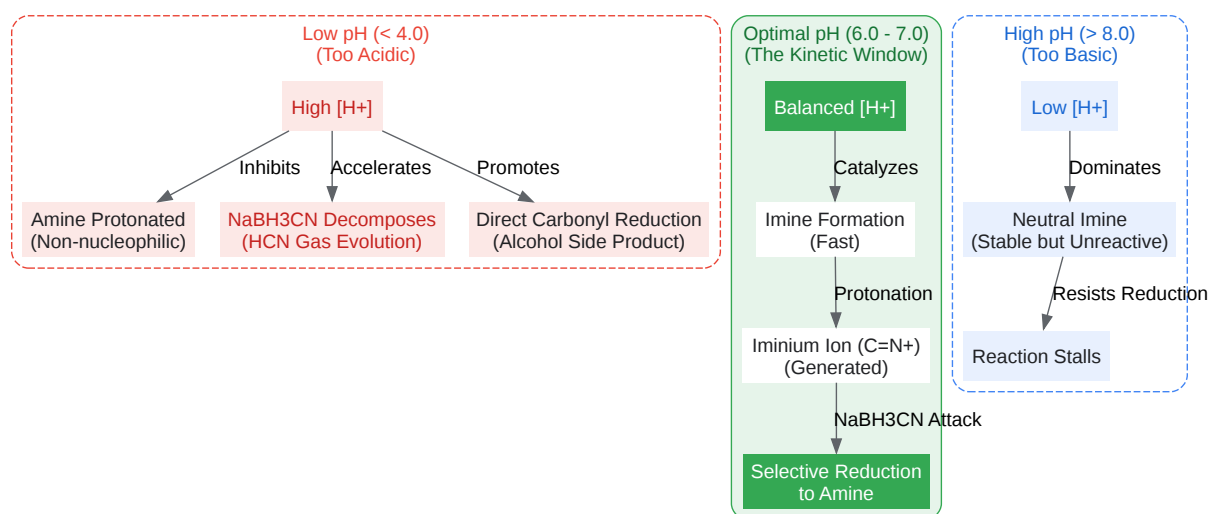 Low pH (< 4.0)
(Too Acidic)
High [H+]
Inhibits
Accelerates
Promotes
Amine Protonated
(Non-nucleophilic)
NaBH3CN Decomposes
(HCN Gas Evolution)
Direct Carbonyl Reduction
(Alcohol Side Product)
Optimal pH (6.0 - 7.0)
(The Kinetic Window)
Balanced [H+]
Catalyzes
Imine Formation
(Fast)
Protonation
Iminium Ion (C=N+)
(Generated)
NaBH3CN Attack
Selective Reduction
to Amine
High pH (> 8.0)
(Too Basic)
Low [H+]
Dominates
Neutral Imine
(Stable but Unreactive)
Resists Reduction
Reaction Stalls